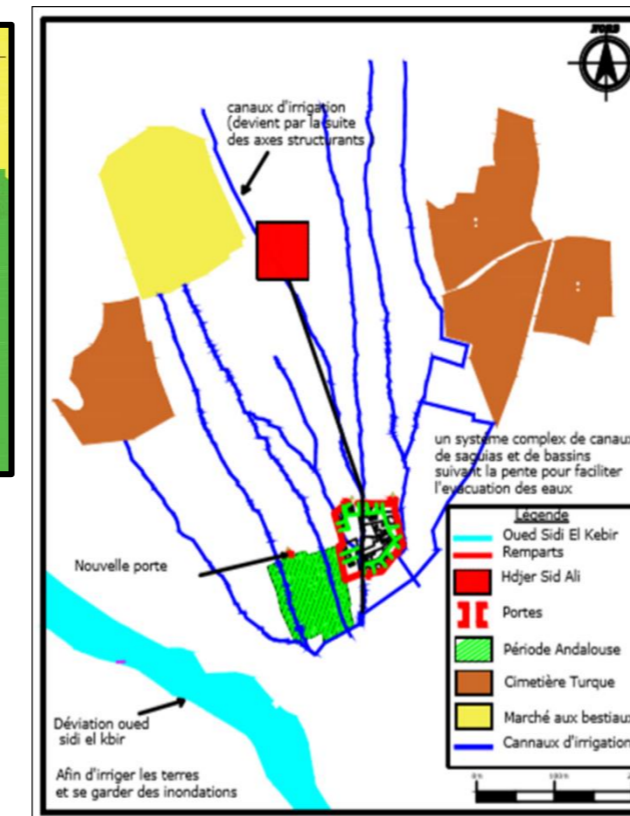 NORD
canaux d'irrigation
(devient par la suite
des axes structurants
un système complex de canaux
de saquias et de bassins
suivant la pente pour faciliter
l'evacuation des eaux
Nouvelle porte
Déviation oued
sidi el kbir
Afin d'irriger les terres
et se garder des inondations
Légende
Oued Sidi El Kebir
Remparts
Hdjer Sid Ali
Portes
Période Andalouse
Cimetière Turque
Marché aux bestiaux
Cannaux d'irrigation